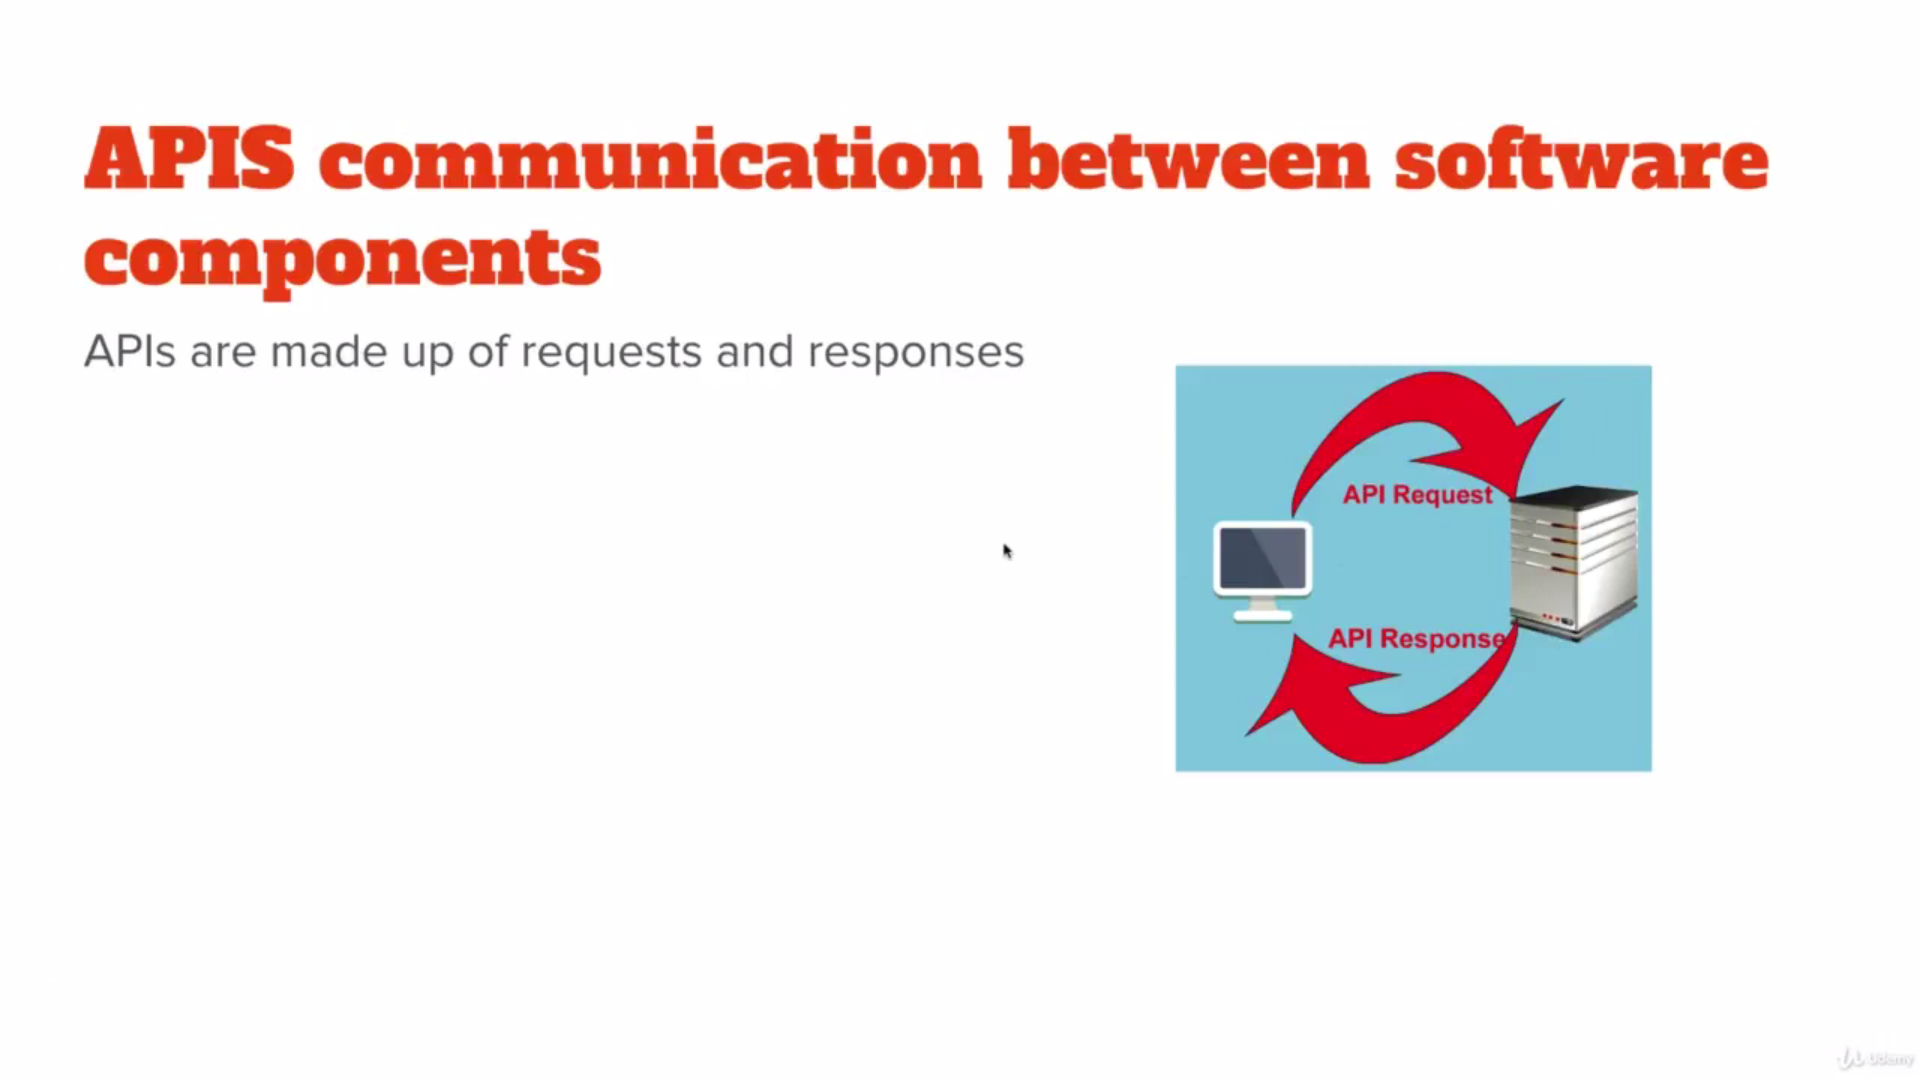 APIS communication between software
components
APIs are made up of requests and responses
API Request
API Response
Udemy